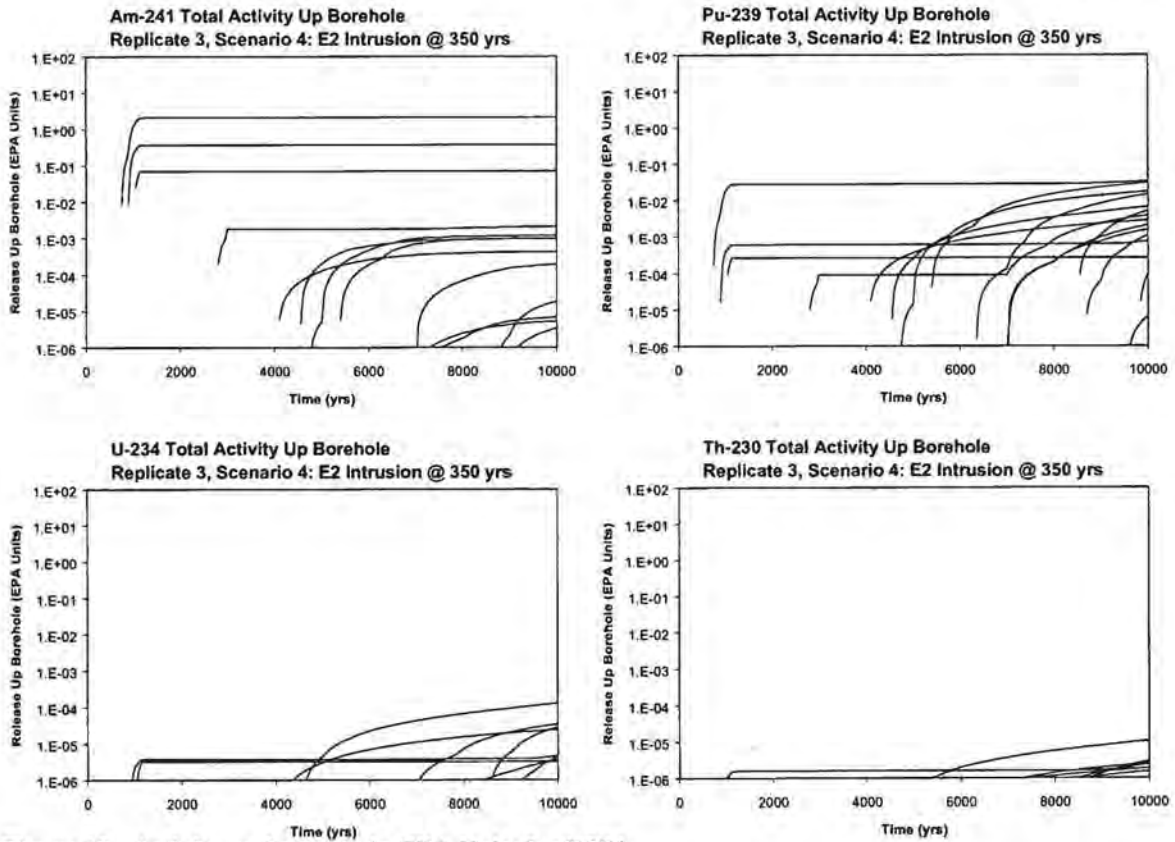 Am-241 Total Activity Up Borehole
Replicate 3, Scenario 4: E2 Intrusion @ 350 yrs
Release Up Borehole (EPA Units)
1.E+02
1.E+01
1.E+00
1.E-01
1.E-02
1.E-03
1.E-04
1.E-05
1.E-06
0 2000 4000 6000 8000 10000
Time (yrs)
Pu-239 Total Activity Up Borehole
Replicate 3, Scenario 4: E2 Intrusion @ 350 yrs
Release Up Borehole (EPA Units)
1.E+02
1.E+01
1.E+00
1.E-01
1.E-02
1.E-03
1.E-04
1.E-05
1.E-06
0 2000 4000 6000 8000 10000
Time (yrs)
U-234 Total Activity Up Borehole
Replicate 3, Scenario 4: E2 Intrusion @ 350 yrs
Release Up Borehole (EPA Units)
1.E+02
1.E+01
1.E+00
1.E-01
1.E-02
1.E-03
1.E-04
1.E-05
1.E-06
0 2000 4000 6000 8000 10000
Time (yrs)
Th-230 Total Activity Up Borehole
Replicate 3, Scenario 4: E2 Intrusion @ 350 yrs
Release Up Borehole (EPA Units)
1.E+02
1.E+01
1.E+00
1.E-01
1.E-02
1.E-03
1.E-04
1.E-05
1.E-06
0 2000 4000 6000 8000 10000
Time (yrs)